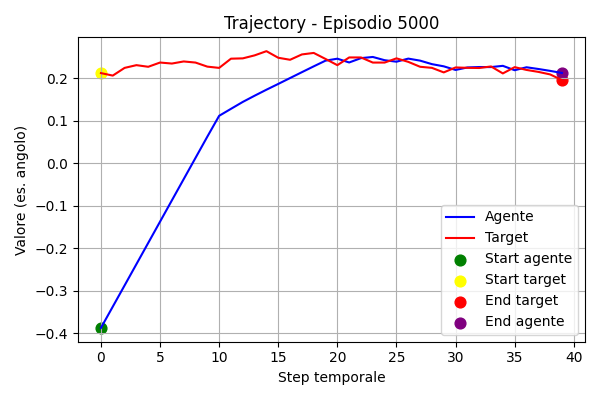 Trajectory - Episodio 5000
Valore (es. angolo)
0.2
0.1
0.0
−0.1
−0.2
−0.3
−0.4
Agente
Target
Start agente
Start target
End target
End agente
0 5 10 15 20 25 30 35 40
Step temporale